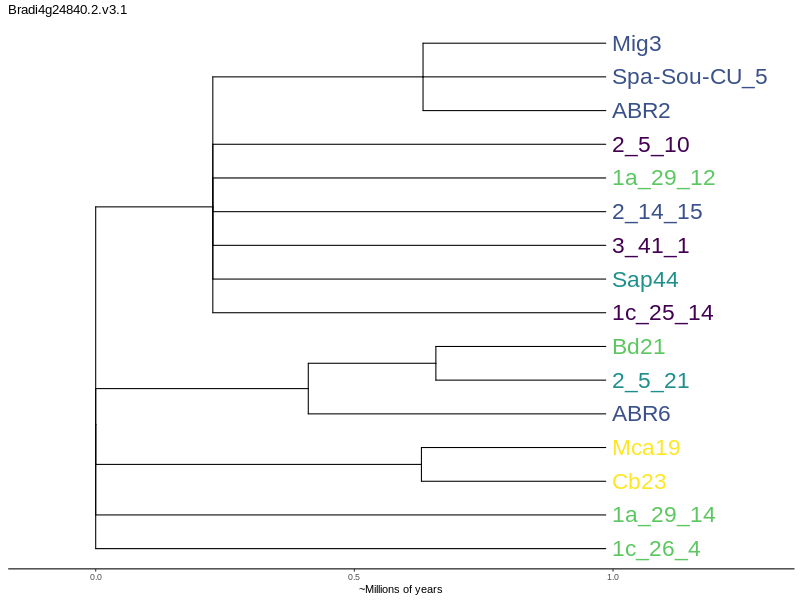 Bradi4g24840.2.v3.1
Mig3
Spa-Sou-CU_5
ABR2
2_5_10
1a_29_12
2_14_15
3_41_1
Sap44
1c_25_14
Bd21
2_5_21
ABR6
Mca19
Cb23
1a_29_14
1c_26_4
0.0 0.5 1.0
~Millions of years